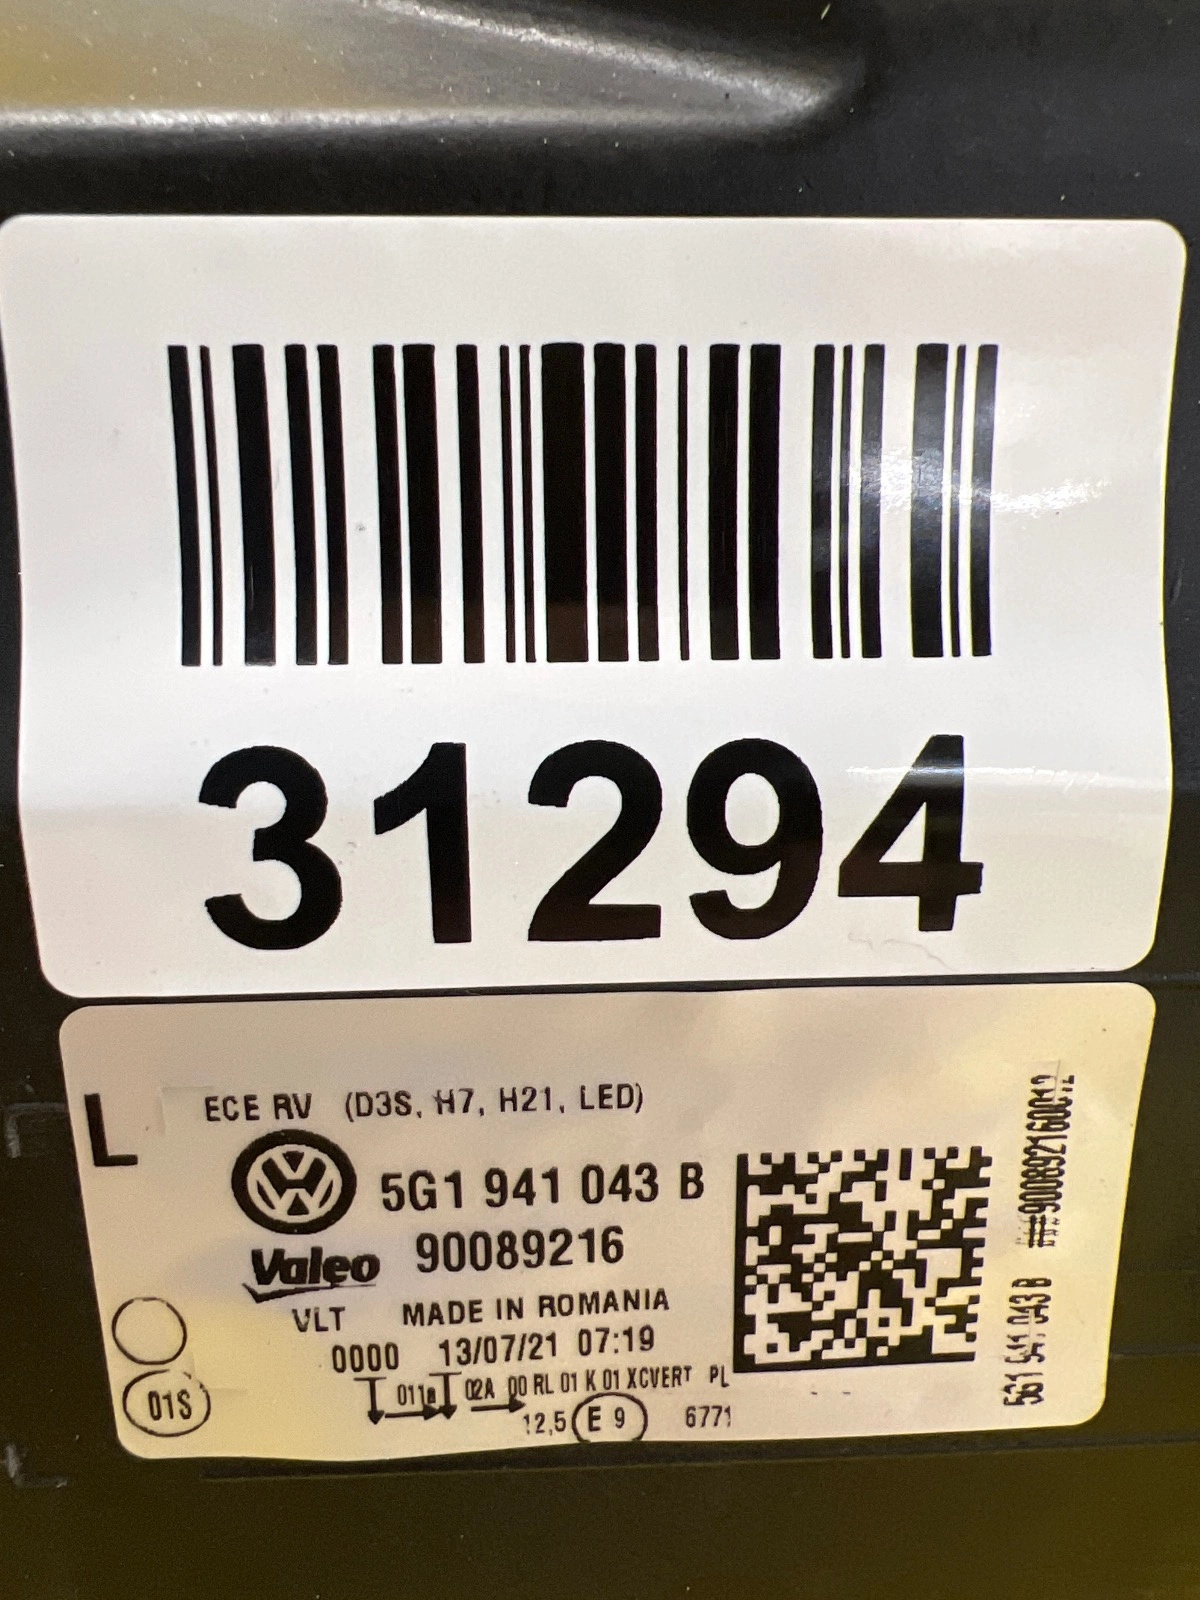 31294
L
ECE RV (D3S, H7, H21, LED)
5G1 941 043 B
Valeo 90089216
VLT MADE IN ROMANIA
0000 13/07/21 07:19
011a 02A 00 RL 01 K 01 XCVERT PL
01S
12,5 E 9 6771
5G1 941 043 B